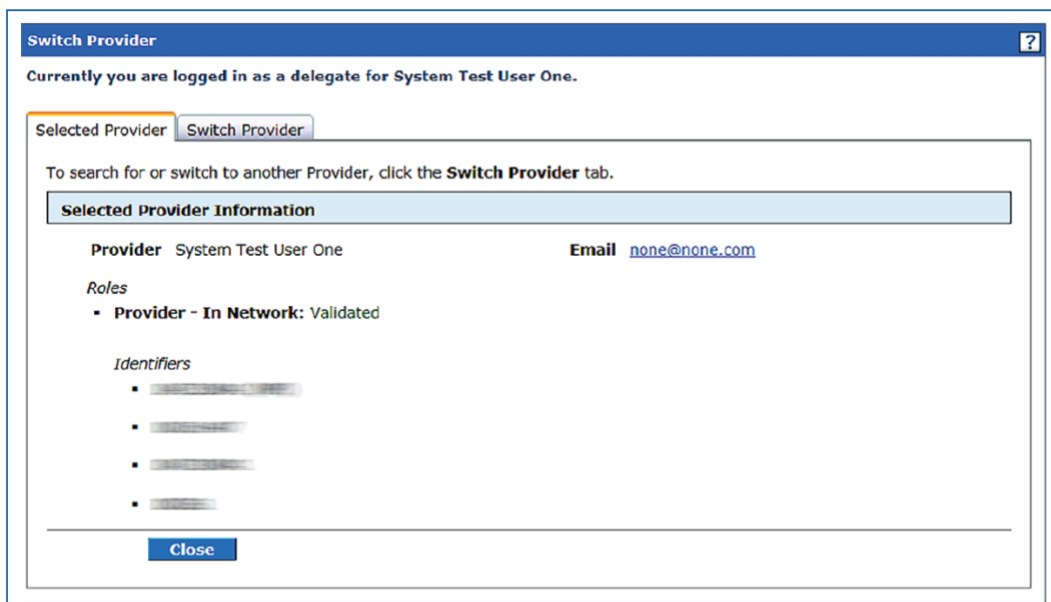 Switch Provider ?
Currently you are logged in as a delegate for System Test User One.
Selected Provider Switch Provider
To search for or switch to another Provider, click the Switch Provider tab.
Selected Provider Information
Provider System Test User One Email none@none.com
Roles
▪ Provider - In Network: Validated
Identifiers
Close